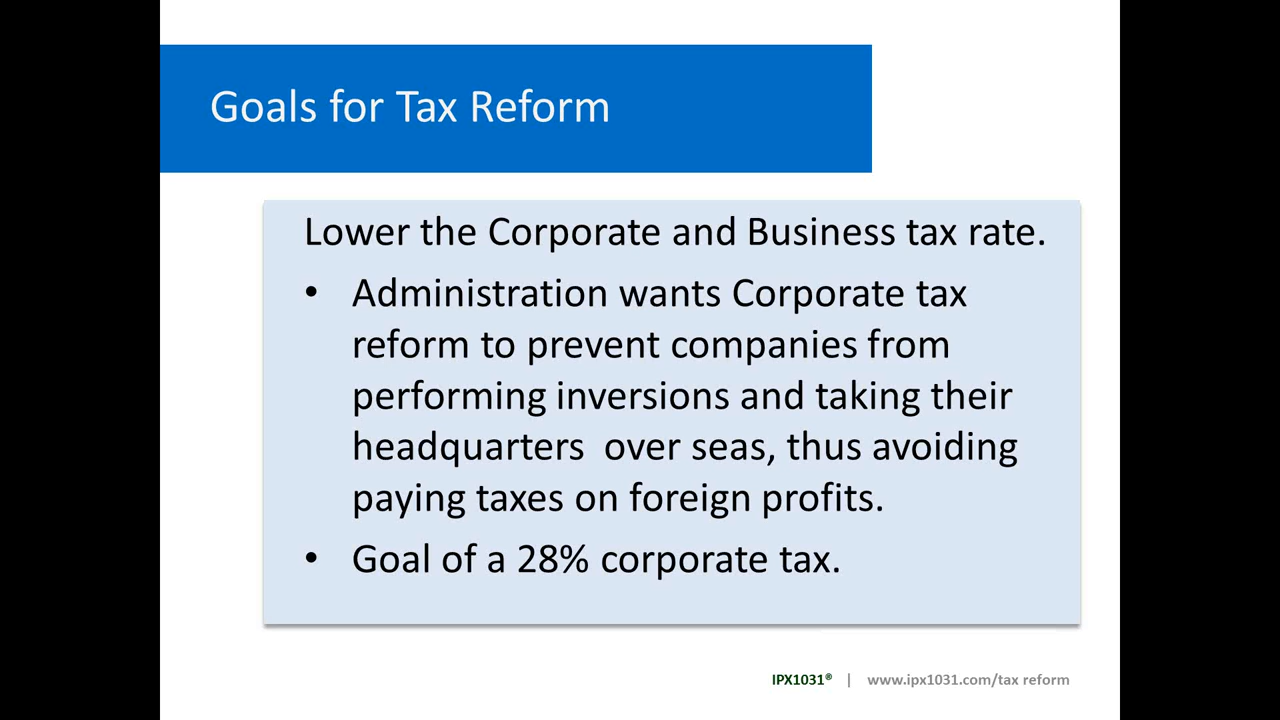 Goals for Tax Reform
Lower the Corporate and Business tax rate.
• Administration wants Corporate tax
reform to prevent companies from
performing inversions and taking their
headquarters  over seas, thus avoiding
paying taxes on foreign profits.
• Goal of a 28% corporate tax.
IPX1031® | www.ipx1031.com/tax reform